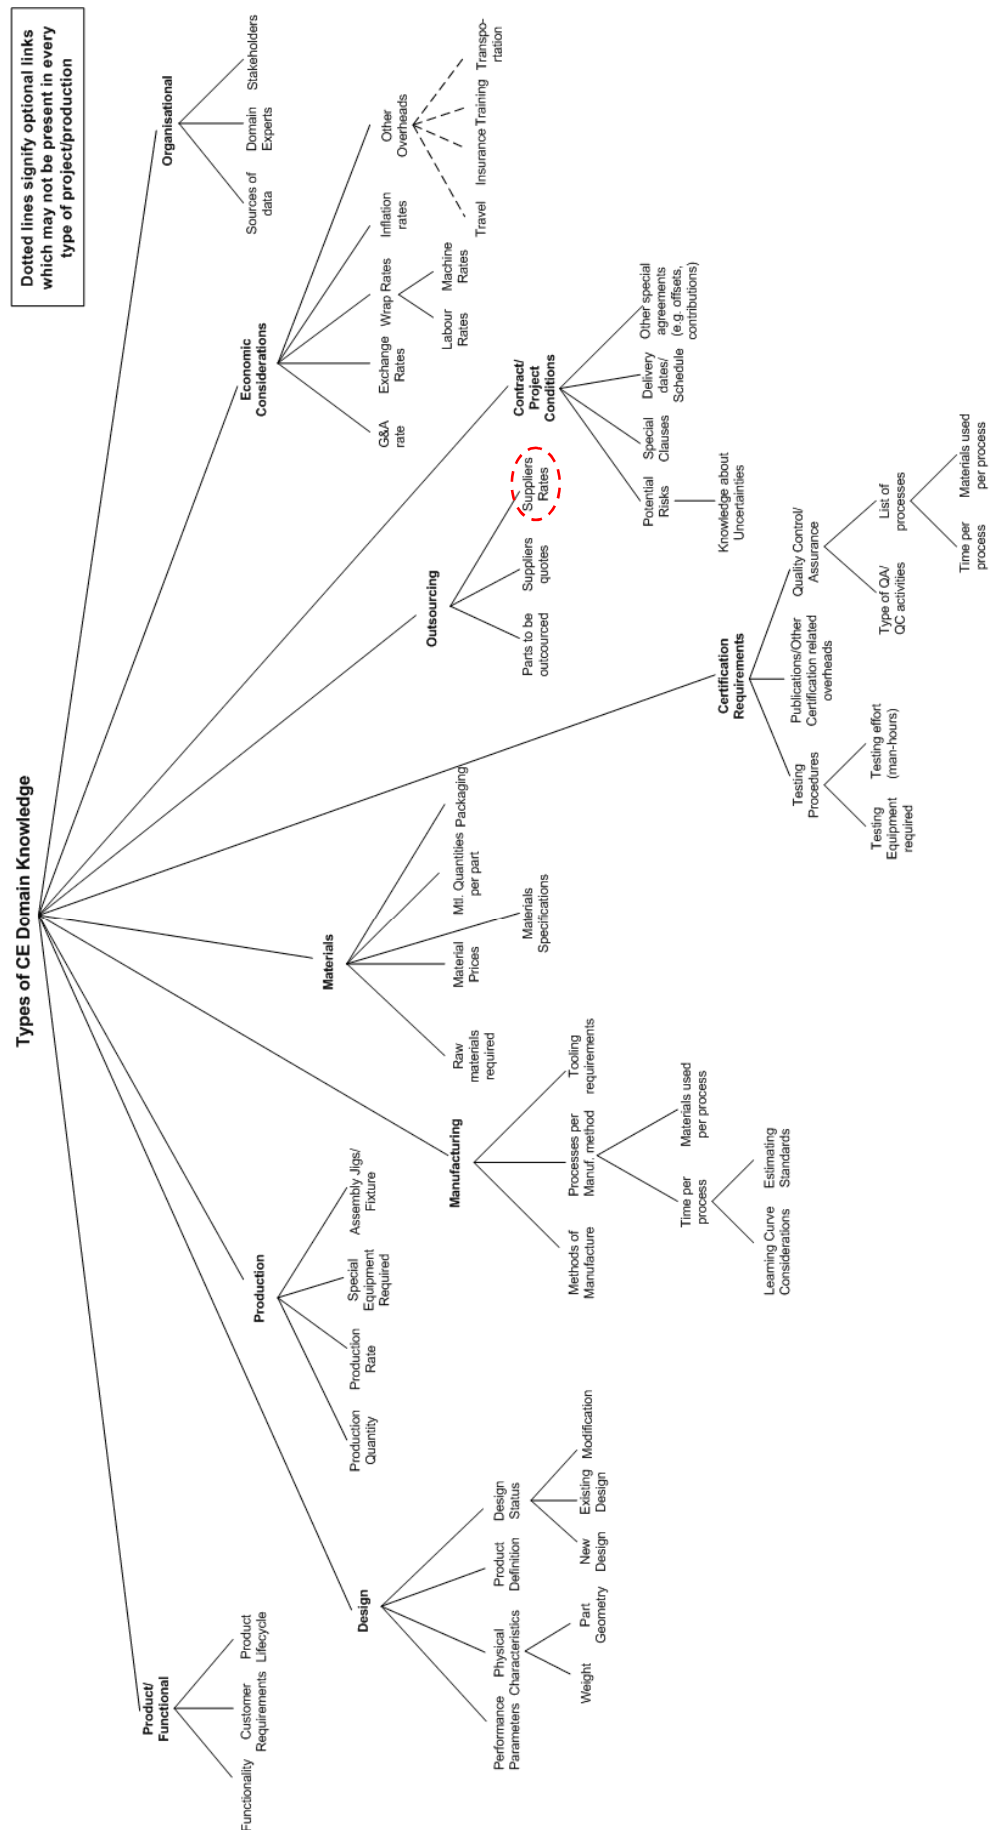 Types of CE Domain Knowledge
Dotted lines signify optional links
which may not be present in every
type of project/production
Product/
Functional
Functionality
Customer
Requirements
Product
Lifecycle
Design
Performance
Parameters
Physical
Characteristics
Weight
Part
Geometry
Product
Definition
Design
Status
New
Design
Existing
Design
Modification
Production
Production
Quantity
Production
Rate
Special
Equipment
Required
Assembly Jigs/
Fixture
Manufacturing
Methods of
Manufacture
Processes per
Manuf. method
Time per
process
Learning Curve
Considerations
Estimating
Standards
Materials used
per process
Tooling
requirements
Materials
Raw
materials
required
Material
Prices
Materials
Specifications
Mtl. Quantities
per part
Packaging
Certification
Requirements
Testing
Procedures
Testing
Equipment
required
Testing effort
(man-hours)
Publications/Other
Certification related
overheads
Quality Control/
Assurance
Type of QA/
QC activities
List of
processes
Time per
process
Materials used
per process
Outsourcing
Parts to be
outcourced
Suppliers
quotes
Suppliers
Rates
Contract/
Project
Conditions
Potential
Risks
Knowledge about
Uncertainties
Special
Clauses
Delivery
dates/
Schedule
Other special
agreements
(e.g. offsets,
contributions)
Economic
Considerations
G&A
rate
Exchange
Rates
Wrap Rates
Labour
Rates
Machine
Rates
Inflation
rates
Other
Overheads
Travel
Insurance
Training
Transpo-
rtation
Organisational
Sources of
data
Domain
Experts
Stakeholders